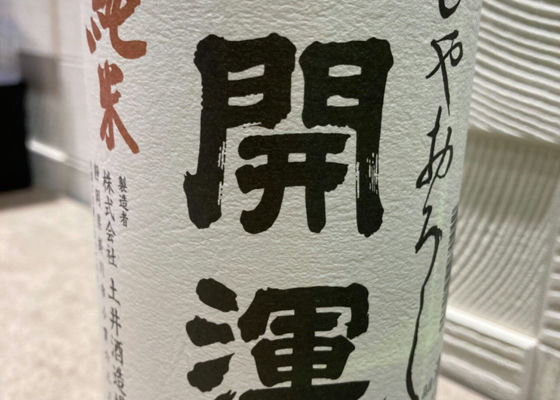 ひやおろし
開運
純米
製造者
株式会社 土井酒造場